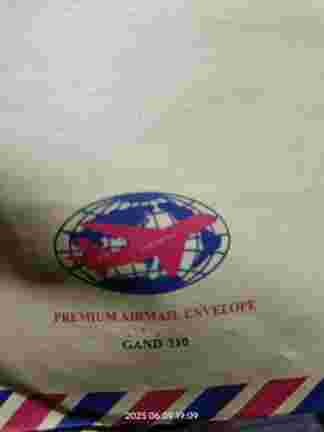 PREMIUM AIRMAIL ENVELOPE
GAND 310
2025.06.09 19:09